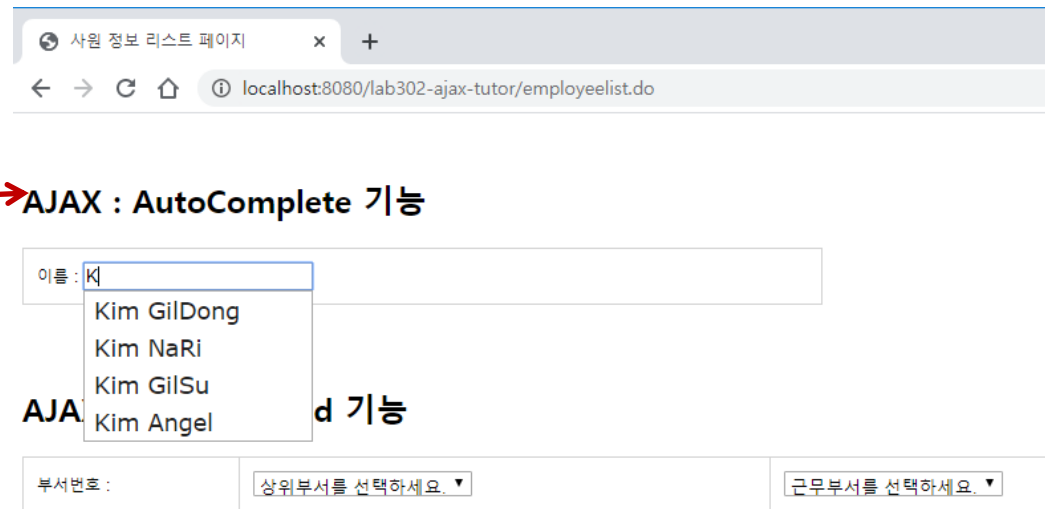 사원 정보 리스트 페이지
localhost:8080/lab302-ajax-tutor/employeelist.do
AJAX : AutoComplete 기능
이름 : K
Kim GilDong
Kim NaRi
Kim GilSu
Kim Angel
AJA d 기능
부서번호 : 상위부서를 선택하세요. 근무부서를 선택하세요.